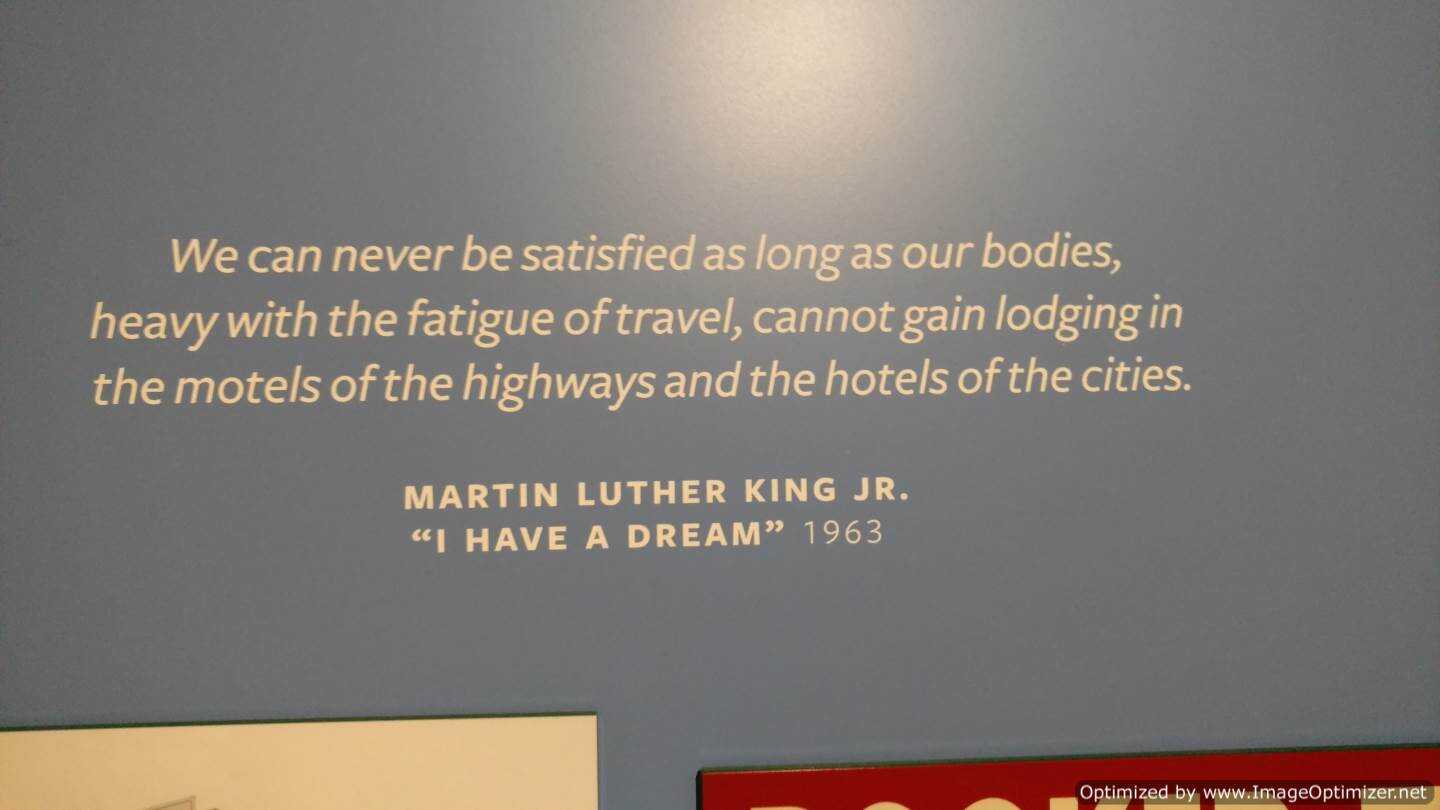 We can never be satisfied as long as our bodies,
heavy with the fatigue of travel, cannot gain lodging in
the motels of the highways and the hotels of the cities.
MARTIN LUTHER KING JR.
“I HAVE A DREAM” 1963
Optimized by www.ImageOptimizer.net